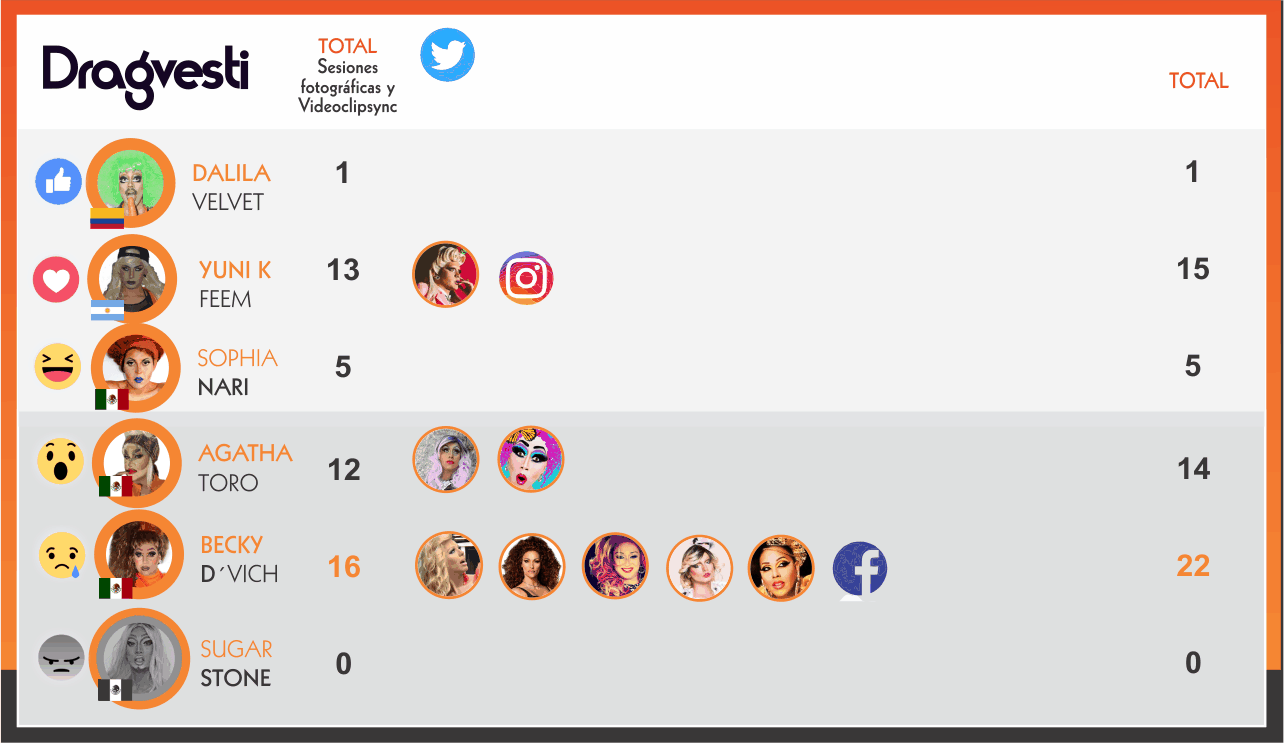 Dragvesti
TOTAL
Sesiones
fotográficas y
Videoclipsync
TOTAL
DALILA
VELVET
1
1
YUNI K
FEEM
13
15
SOPHIA
NARI
5
5
AGATHA
TORO
12
14
BECKY
D´VICH
16
22
SUGAR
STONE
0
0